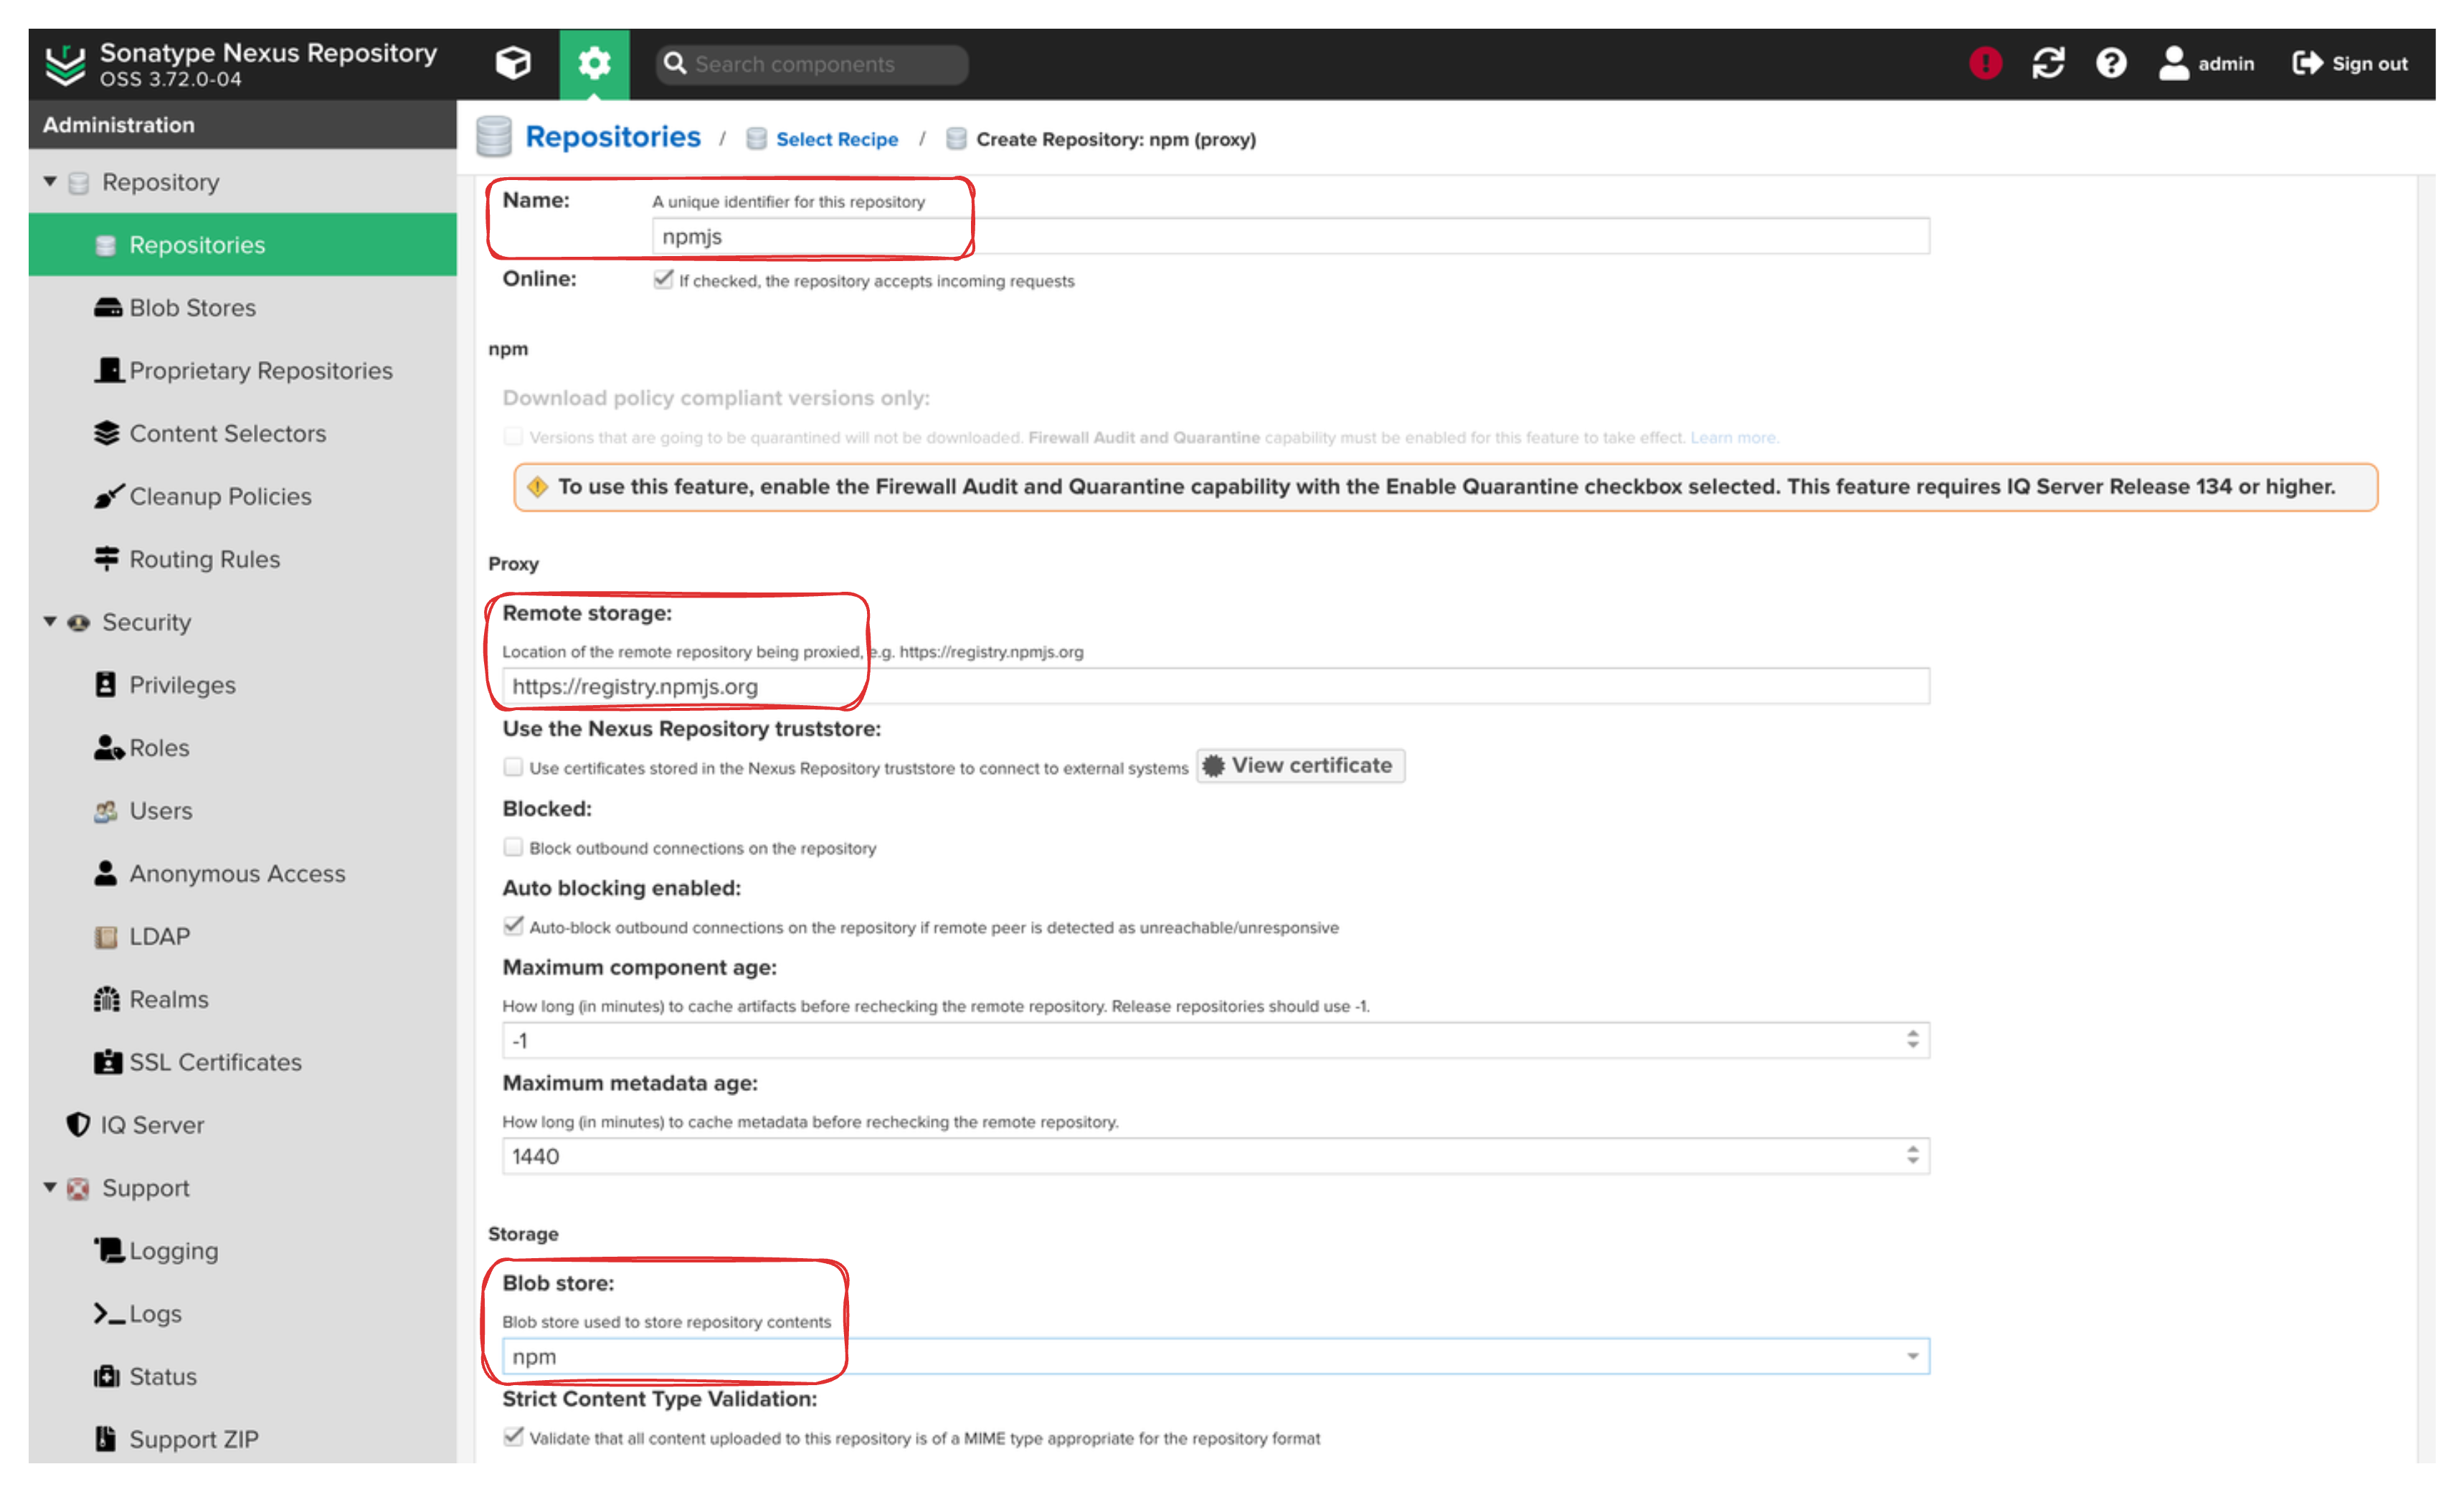 Sonatype Nexus Repository
OSS 3.72.0-04
Search components
admin
Sign out
Administration
Repository
Repositories
Blob Stores
Proprietary Repositories
Content Selectors
Cleanup Policies
Routing Rules
Security
Privileges
Roles
Users
Anonymous Access
LDAP
Realms
SSL Certificates
IQ Server
Support
Logging
Logs
Status
Support ZIP
Repositories / Select Recipe / Create Repository: npm (proxy)
Name: A unique identifier for this repository
npmjs
Online: If checked, the repository accepts incoming requests
npm
Download policy compliant versions only:
Versions that are going to be quarantined will not be downloaded. Firewall Audit and Quarantine capability must be enabled for this feature to take effect. Learn more.
To use this feature, enable the Firewall Audit and Quarantine capability with the Enable Quarantine checkbox selected. This feature requires IQ Server Release 134 or higher.
Proxy
Remote storage:
Location of the remote repository being proxied, e.g. https://registry.npmjs.org
https://registry.npmjs.org
Use the Nexus Repository truststore:
Use certificates stored in the Nexus Repository truststore to connect to external systems View certificate
Blocked:
Block outbound connections on the repository
Auto blocking enabled:
Auto-block outbound connections on the repository if remote peer is detected as unreachable/unresponsive
Maximum component age:
How long (in minutes) to cache artifacts before rechecking the remote repository. Release repositories should use -1.
-1
Maximum metadata age:
How long (in minutes) to cache metadata before rechecking the remote repository.
1440
Storage
Blob store:
Blob store used to store repository contents
npm
Strict Content Type Validation:
Validate that all content uploaded to this repository is of a MIME type appropriate for the repository format